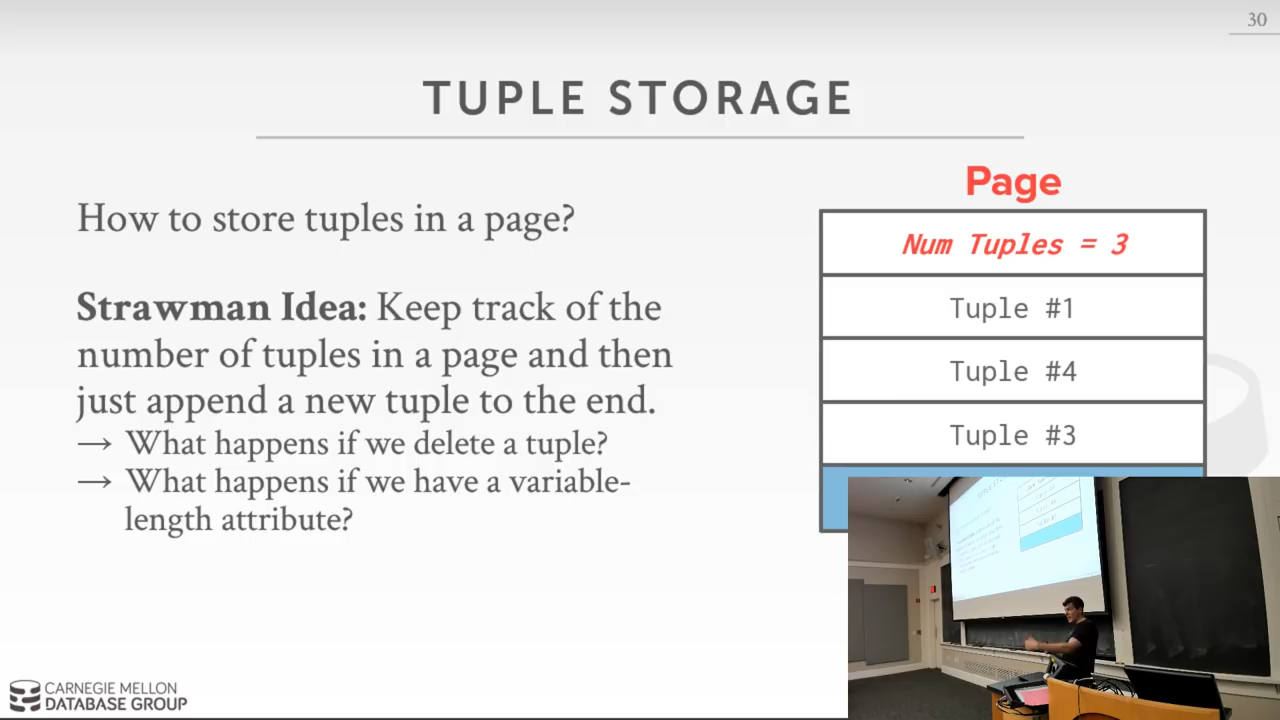 30
TUPLE STORAGE
How to store tuples in a page?
Strawman Idea: Keep track of the
number of tuples in a page and then
just append a new tuple to the end.
→ What happens if we delete a tuple?
→ What happens if we have a variable-
length attribute?
Page
Num Tuples = 3
Tuple #1
Tuple #4
Tuple #3
CARNEGIE MELLON
DATABASE GROUP